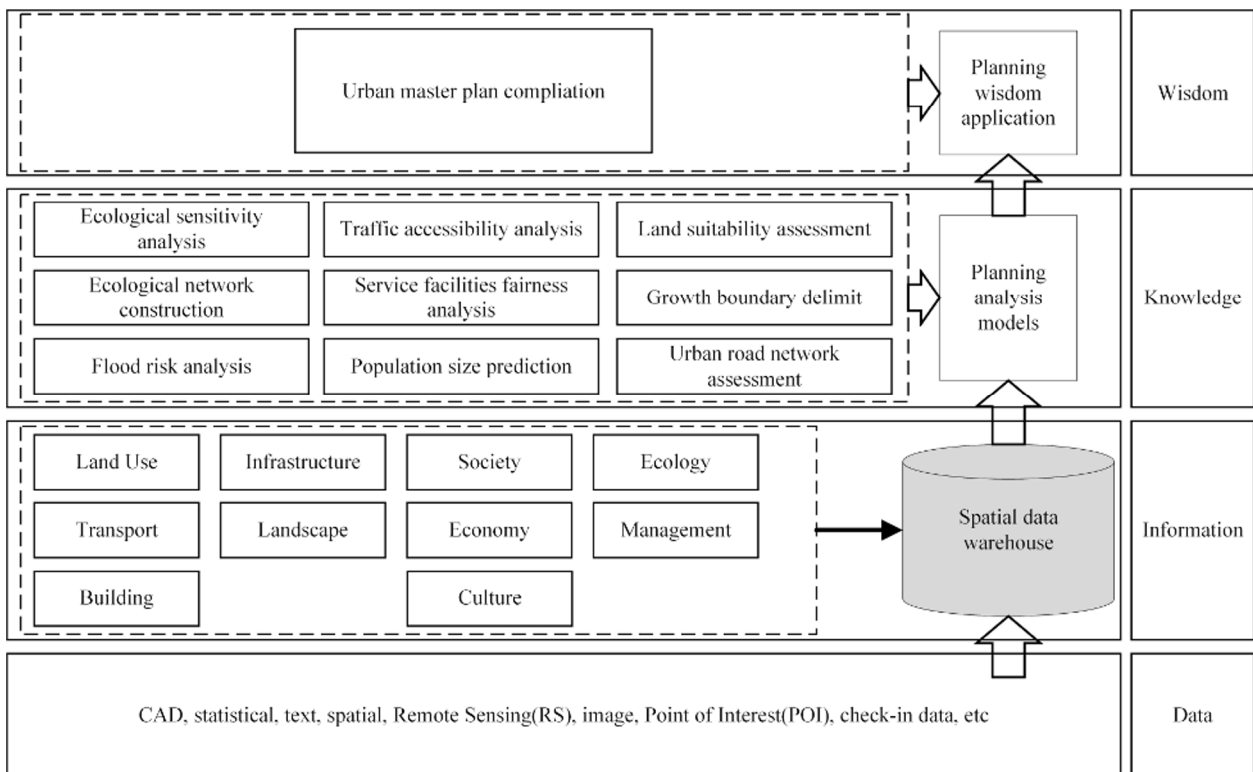 Urban master plan compliation
Planning
wisdom
application
Wisdom
Ecological sensitivity
analysis
Traffic accessibility analysis
Land suitability assessment
Ecological network
construction
Service facilities fairness
analysis
Growth boundary delimit
Flood risk analysis
Population size prediction
Urban road network
assessment
Planning
analysis
models
Knowledge
Land Use
Infrastructure
Society
Ecology
Transport
Landscape
Economy
Management
Building
Culture
Spatial data
warehouse
Information
CAD, statistical, text, spatial, Remote Sensing(RS), image, Point of Interest(POI), check-in data, etc
Data